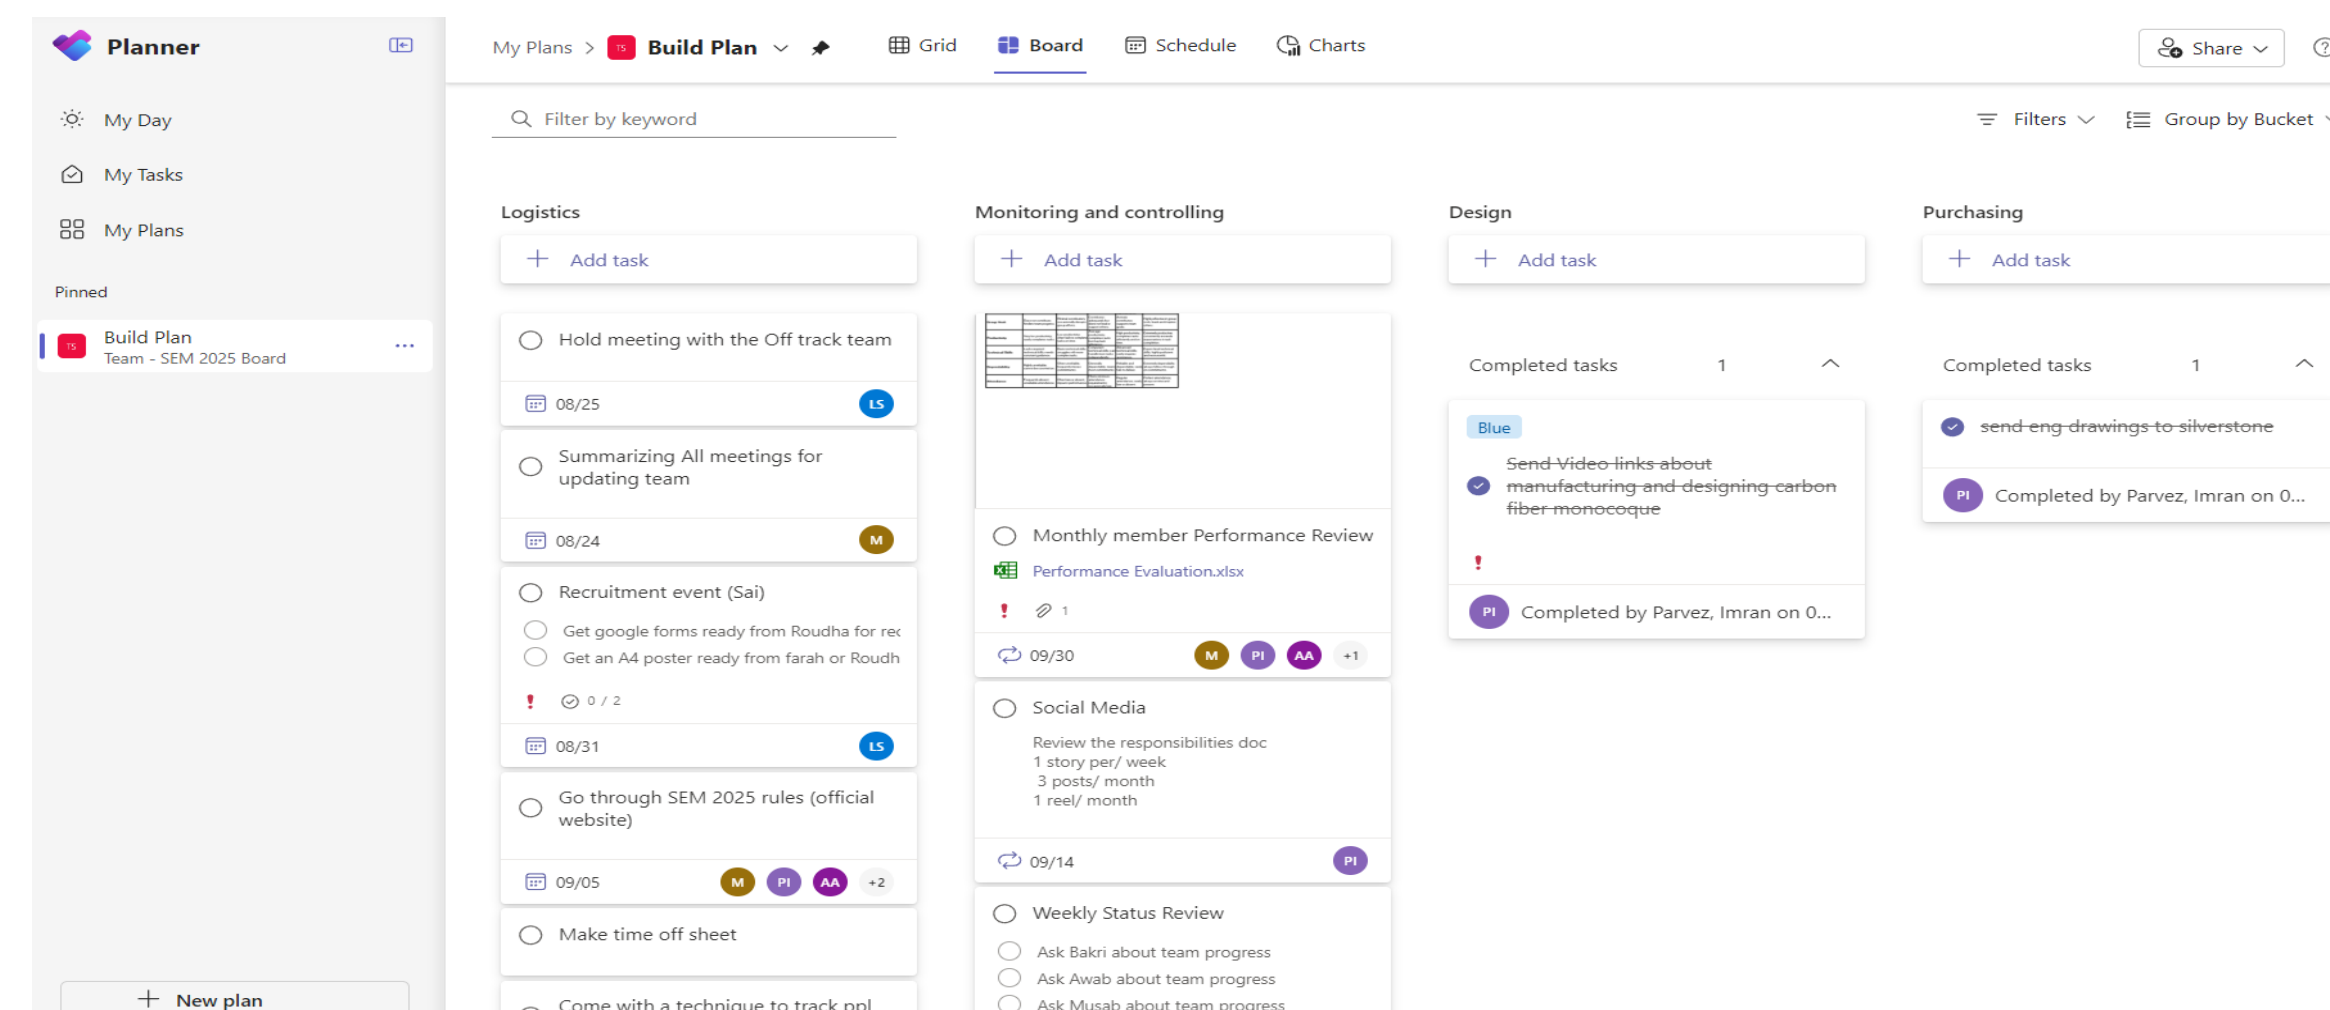 Planner
My Day
My Tasks
My Plans
Pinned
TS
Build Plan
Team - SEM 2025 Board
New plan
My Plans > TS Build Plan
Grid
Board
Schedule
Charts
Share
Filter by keyword
Filters
Group by Bucket
Logistics
Add task
Hold meeting with the Off track team
08/25
LS
Summarizing All meetings for
updating team
08/24
M
Recruitment event (Sai)
Get google forms ready from Roudha for rec
Get an A4 poster ready from farah or Roudh
0 / 2
08/31
LS
Go through SEM 2025 rules (official
website)
09/05
M PI AA +2
Make time off sheet
Come with a technique to track ppl
Monitoring and controlling
Add task
Monthly member Performance Review
Performance Evaluation.xlsx
1
09/30
M PI AA +1
Social Media
Review the responsibilities doc
1 story per/ week
3 posts/ month
1 reel/ month
09/14
PI
Weekly Status Review
Ask Bakri about team progress
Ask Awab about team progress
Ask Musab about team progress
Design
Add task
Completed tasks 1
Blue
Send Video links about
manufacturing and designing carbon
fiber monocoque
PI Completed by Parvez, Imran on 0...
Purchasing
Add task
Completed tasks 1
send eng drawings to silverstone
PI Completed by Parvez, Imran on 0...